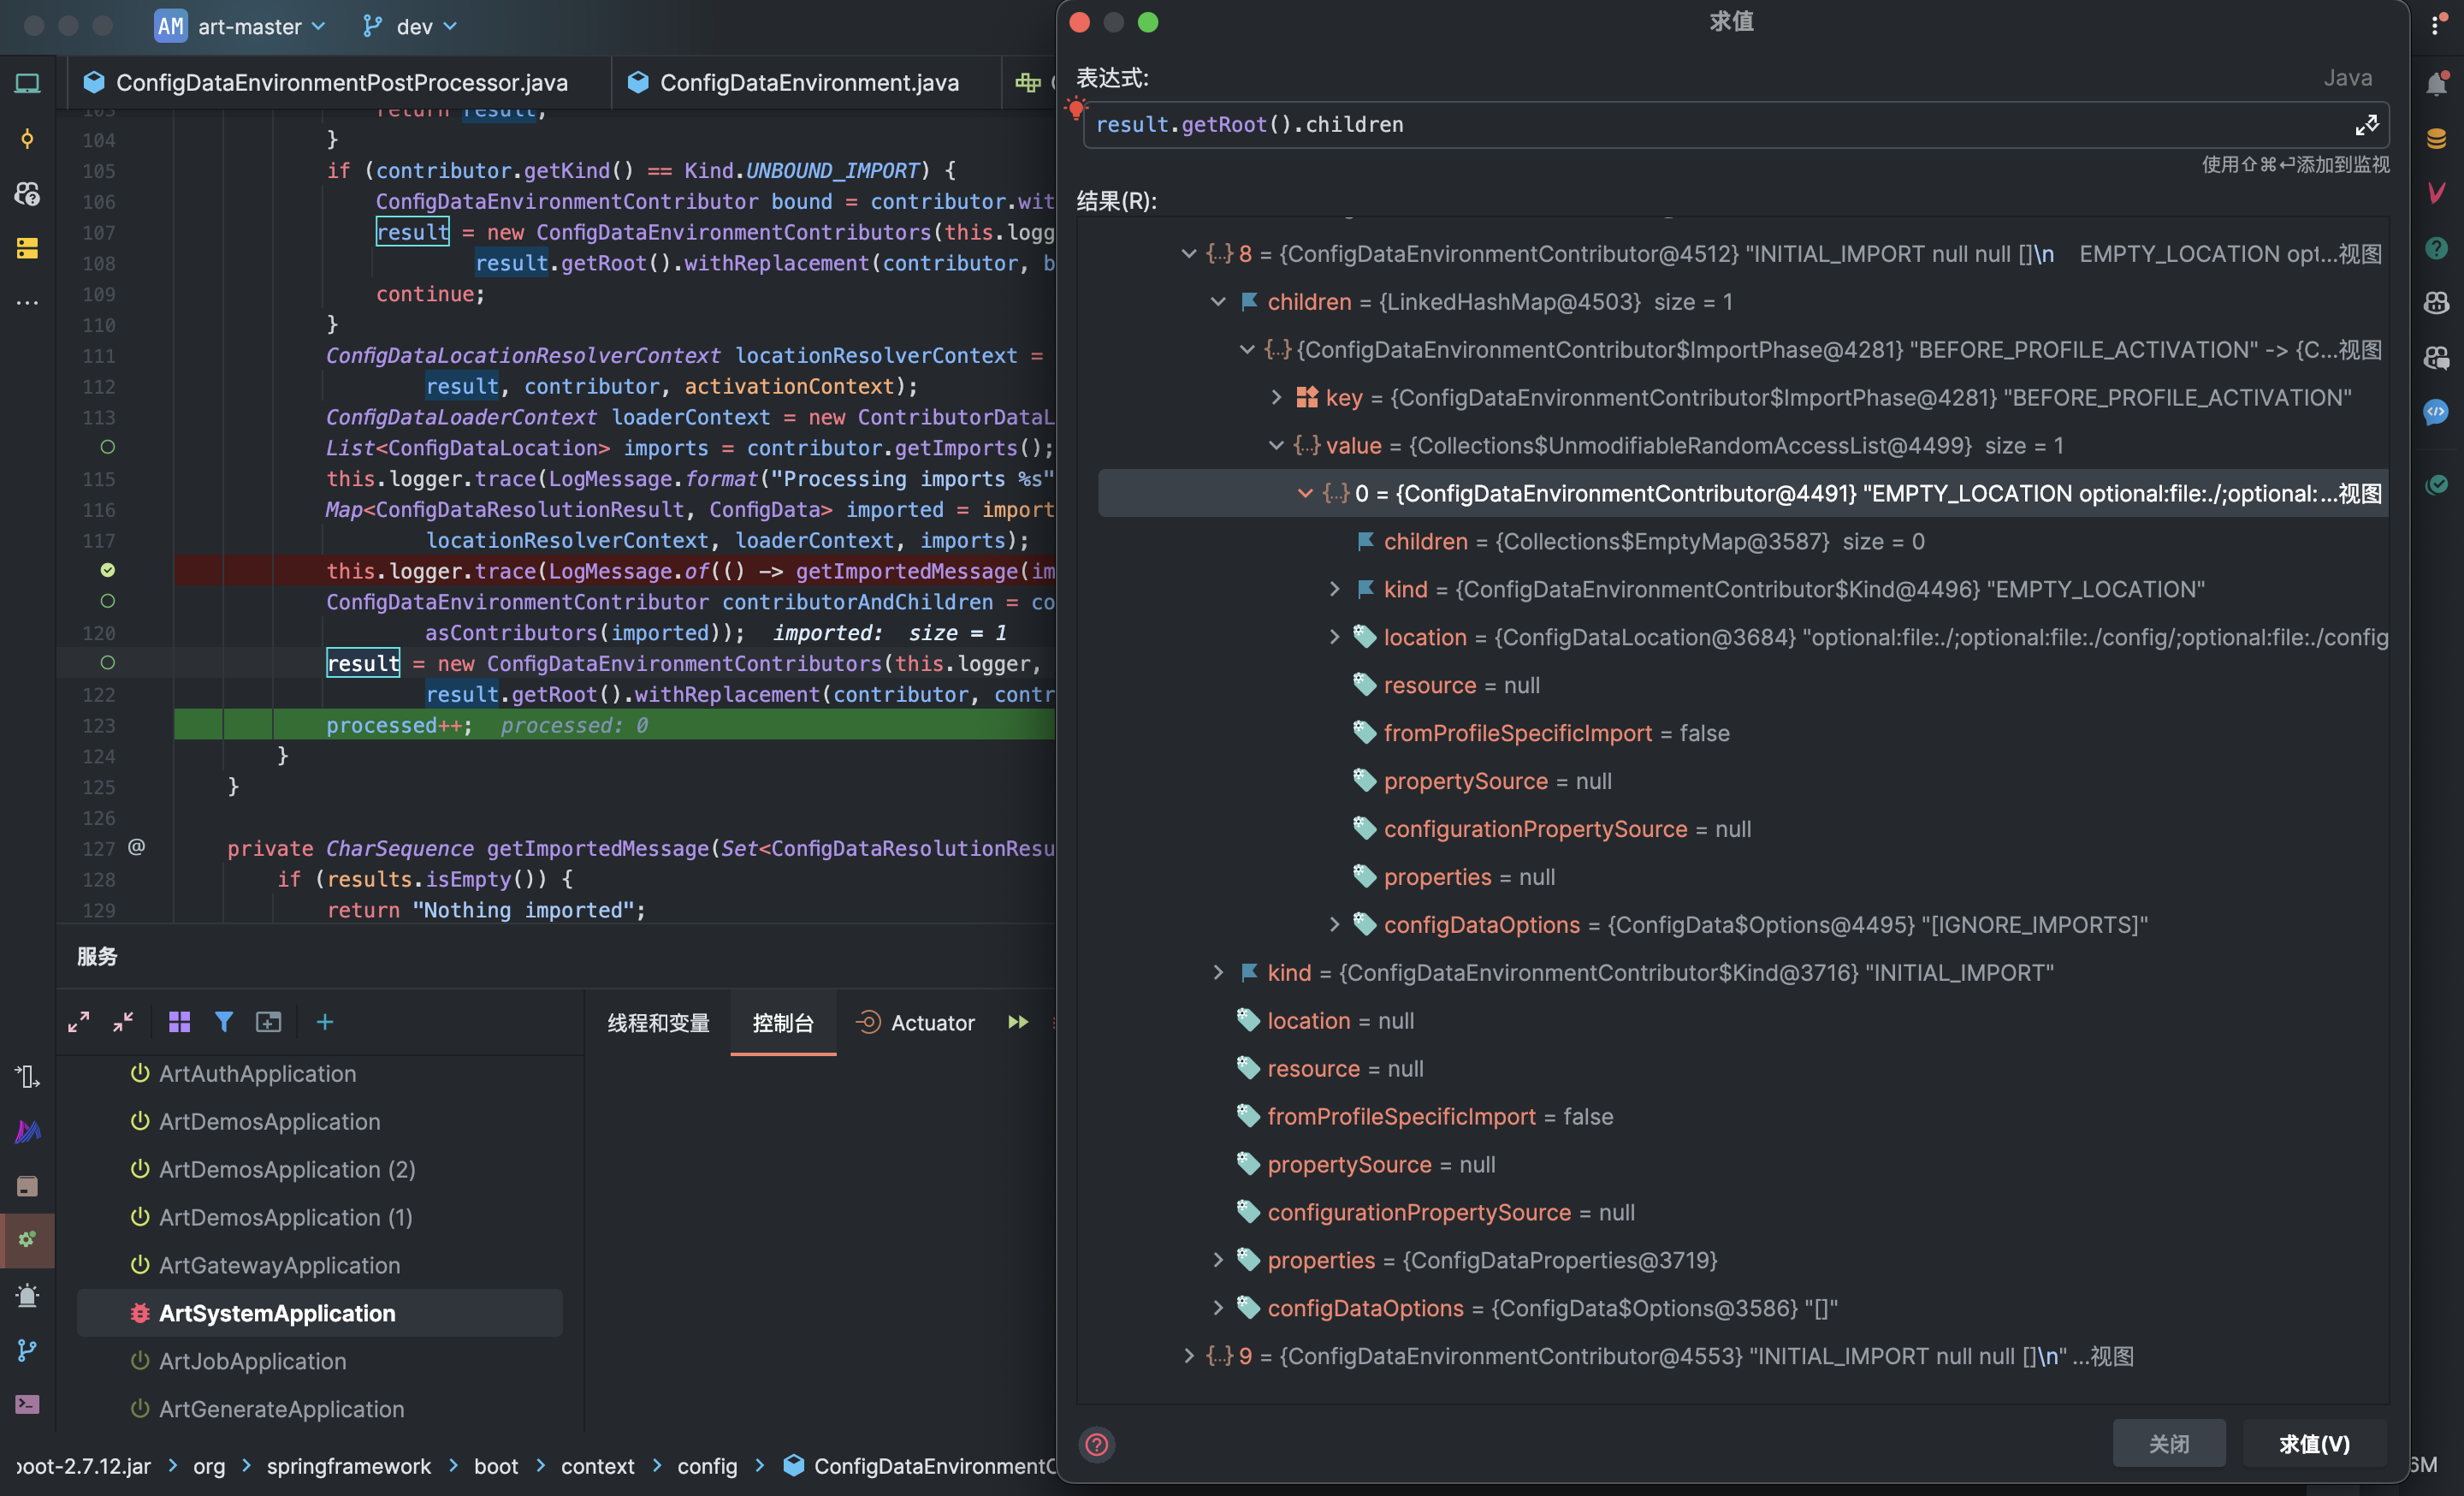 AM art-master dev
ConfigDataEnvironmentPostProcessor.java ConfigDataEnvironment.java
103 return result;
104 }
105 if (contributor.getKind() == Kind.UNBOUND_IMPORT) {
106 ConfigDataEnvironmentContributor bound = contributor.wit
107 result = new ConfigDataEnvironmentContributors(this.logg
108 result.getRoot().withReplacement(contributor, b
109 continue;
110 }
111 ConfigDataLocationResolverContext locationResolverContext =
112 result, contributor, activationContext);
113 ConfigDataLoaderContext loaderContext = new ContributorDataL
List<ConfigDataLocation> imports = contributor.getImports();
115 this.logger.trace(LogMessage.format("Processing imports %s"
116 Map<ConfigDataResolutionResult, ConfigData> imported = import
117 locationResolverContext, loaderContext, imports);
this.logger.trace(LogMessage.of(() -> getImportedMessage(im
ConfigDataEnvironmentContributor contributorAndChildren = co
120 asContributors(imported)); imported: size = 1
result = new ConfigDataEnvironmentContributors(this.logger,
122 result.getRoot().withReplacement(contributor, contr
123 processed++; processed: 0
124 }
125 }
126
127 @ private CharSequence getImportedMessage(Set<ConfigDataResolutionResu
128 if (results.isEmpty()) {
129 return "Nothing imported";
服务
线程和变量 控制台 Actuator
ArtAuthApplication
ArtDemosApplication
ArtDemosApplication (2)
ArtDemosApplication (1)
ArtGatewayApplication
ArtSystemApplication
ArtJobApplication
ArtGenerateApplication
boot-2.7.12.jar > org > springframework > boot > context > config > ConfigDataEnvironmentC
求值
表达式: Java
result.getRoot().children
使用⇧⌘⏎添加到监视
结果(R):
{...} 8 = {ConfigDataEnvironmentContributor@4512} "INITIAL_IMPORT null null []\n EMPTY_LOCATION opt...视图
children = {LinkedHashMap@4503} size = 1
{...} {ConfigDataEnvironmentContributor$ImportPhase@4281} "BEFORE_PROFILE_ACTIVATION" -> {C...视图
key = {ConfigDataEnvironmentContributor$ImportPhase@4281} "BEFORE_PROFILE_ACTIVATION"
{...} value = {Collections$UnmodifiableRandomAccessList@4499} size = 1
{...} 0 = {ConfigDataEnvironmentContributor@4491} "EMPTY_LOCATION optional:file:./;optional: ...视图
children = {Collections$EmptyMap@3587} size = 0
kind = {ConfigDataEnvironmentContributor$Kind@4496} "EMPTY_LOCATION"
location = {ConfigDataLocation@3684} "optional:file:./;optional:file:./config/;optional:file:./config
resource = null
fromProfileSpecificImport = false
propertySource = null
configurationPropertySource = null
properties = null
configDataOptions = {ConfigData$Options@4495} "[IGNORE_IMPORTS]"
kind = {ConfigDataEnvironmentContributor$Kind@3716} "INITIAL_IMPORT"
location = null
resource = null
fromProfileSpecificImport = false
propertySource = null
configurationPropertySource = null
properties = {ConfigDataProperties@3719}
configDataOptions = {ConfigData$Options@3586} "[]"
{...} 9 = {ConfigDataEnvironmentContributor@4553} "INITIAL_IMPORT null null []\n" ...视图
关闭 求值(V)
6M